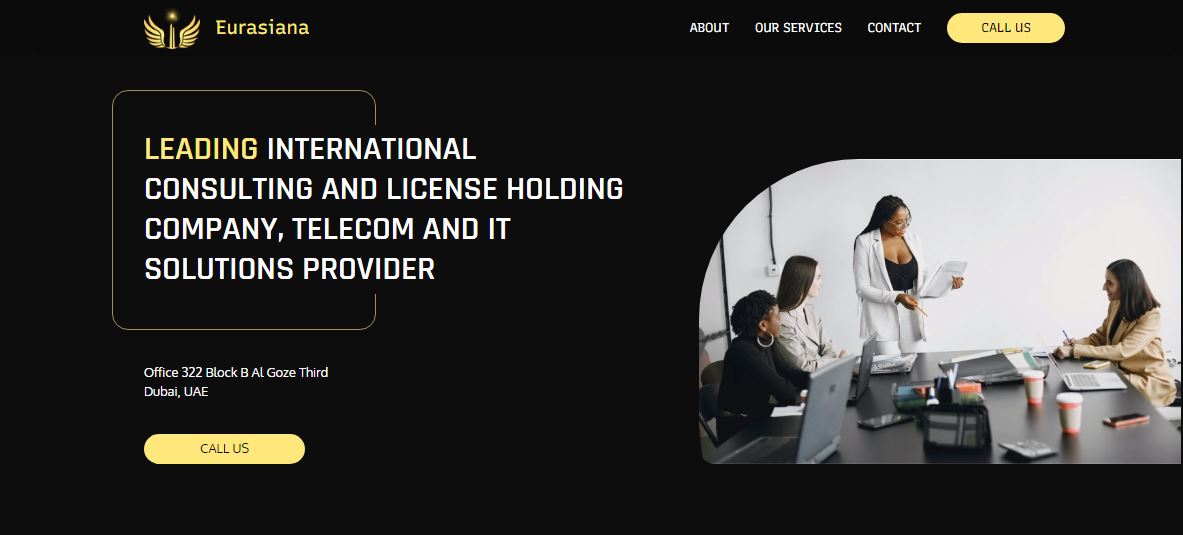 Eurasiana
ABOUT OUR SERVICES CONTACT CALL US
LEADING INTERNATIONAL
CONSULTING AND LICENSE HOLDING
COMPANY, TELECOM AND IT
SOLUTIONS PROVIDER
Office 322 Block B Al Goze Third
Dubai, UAE
CALL US